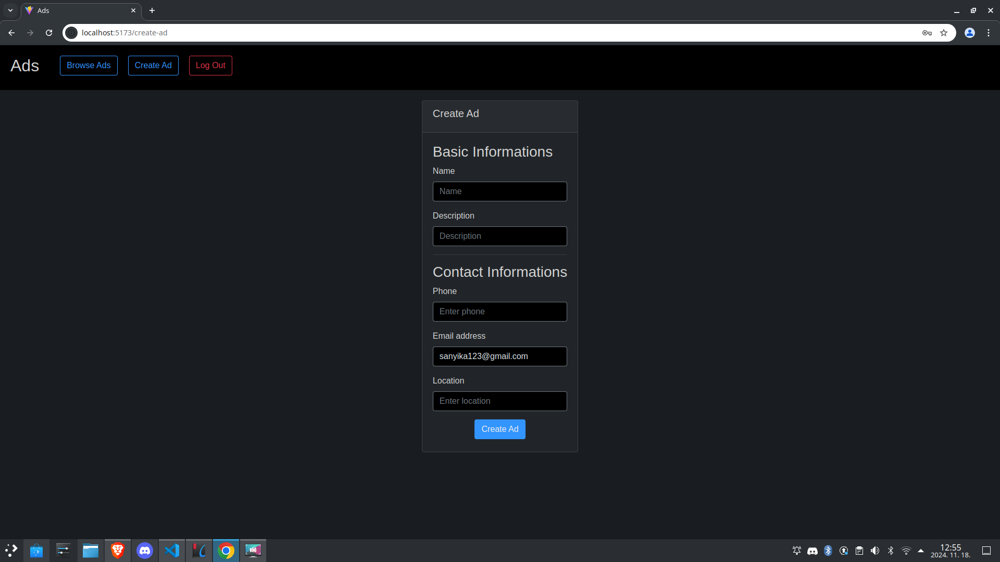 Ads
localhost:5173/create-ad
Ads
Browse Ads
Create Ad
Log Out
Create Ad
Basic Informations
Name
Name
Description
Description
Contact Informations
Phone
Enter phone
Email address
sanyika123@gmail.com
Location
Enter location
Create Ad
12:55
2024. 11. 18.